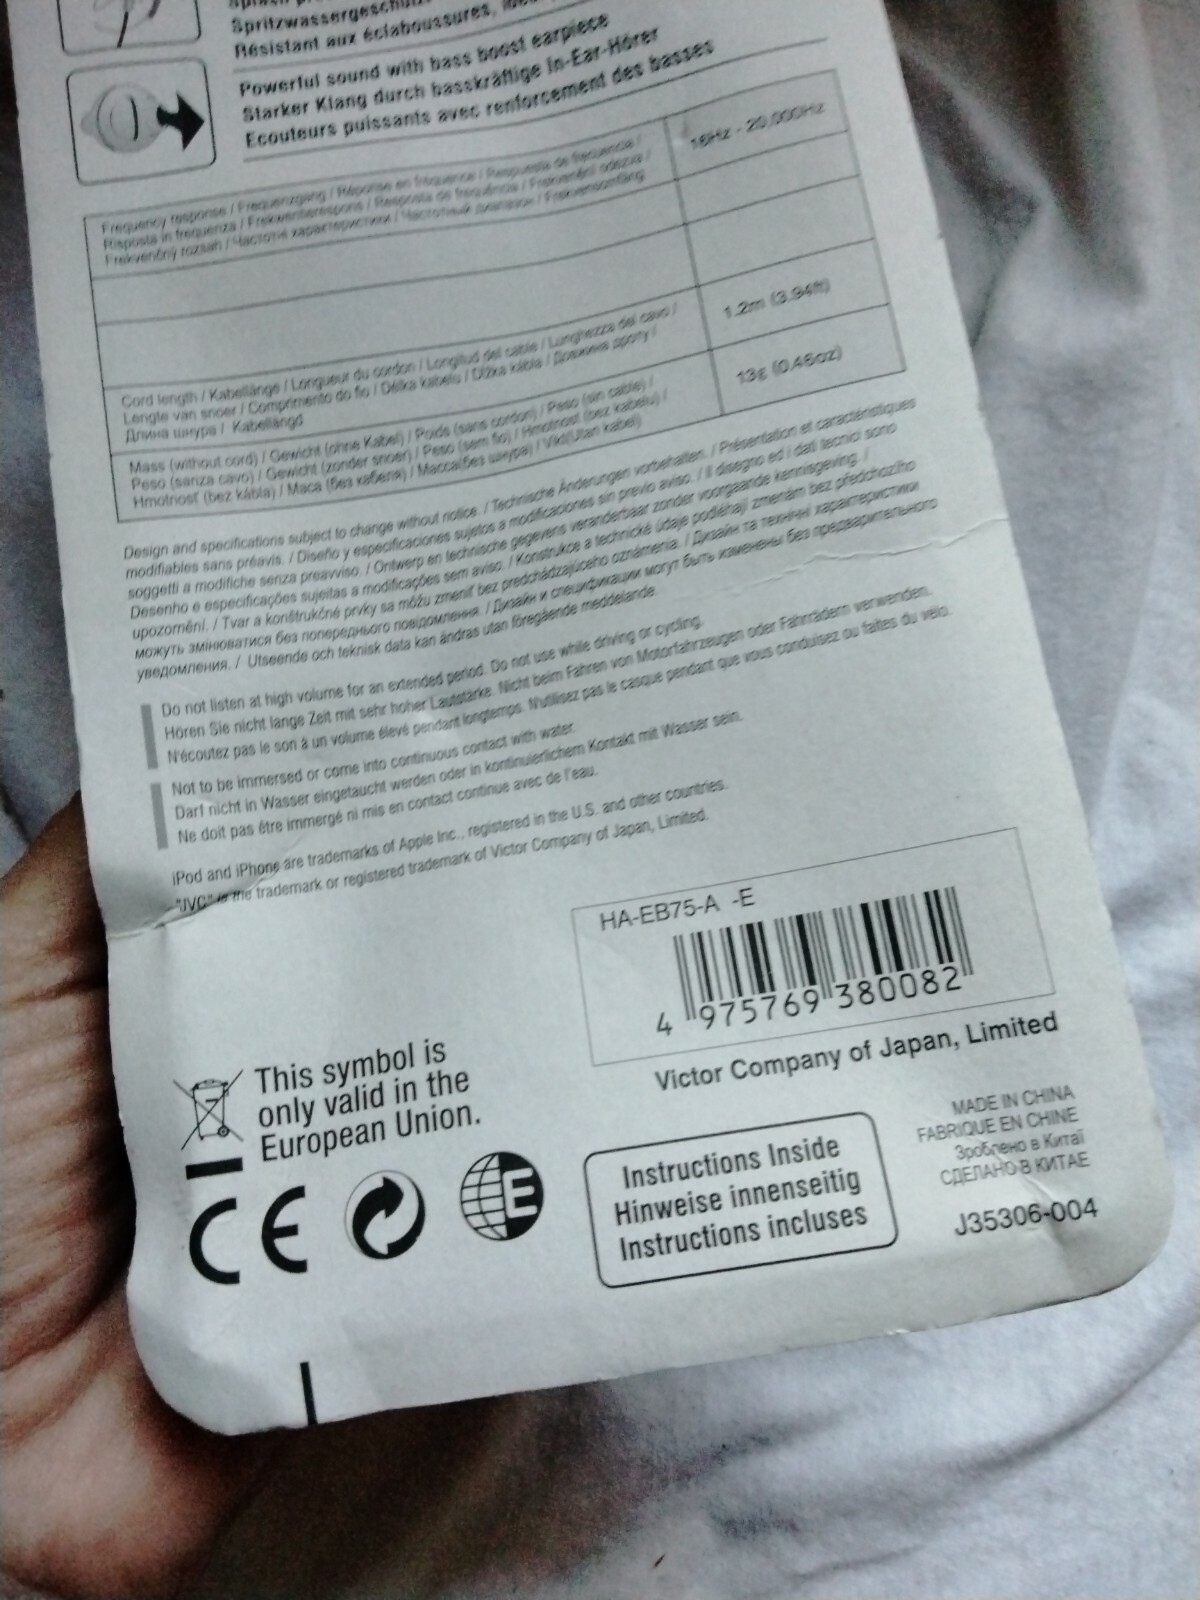 Spritzwassergeschützt
Résistant aux éclaboussures,
Powerful sound with bass boost earpiece
Starker Klang durch basskräftige In-Ear-Hörer
Ecouteurs puissants avec renforcement des basses
Frequency response / Frequenzgang / Réponse en fréquence / Respuesta de frecuencia /
Risposta in frequenza / Frekwentierespons / Resposta de frequência / Frekvenční odezva /
Frekvenčný rozsah / Частотні характеристики / Частотный диапазон / Frekvensomfång
16Hz - 20,000Hz
Cord length / Kabellänge / Longueur du cordon / Longitud del cable / Lunghezza del cavo /
Lengte van snoer / Comprimento do fio / Délka kabelu / Dĺžka kábla / Довжина дроту /
Длина шнура / Kabellängd
1.2m (3.94ft)
Mass (without cord) / Gewicht (ohne Kabel) / Poids (sans cordon) / Peso (sin cable) /
Peso (sanza cavo) / Gewicht (zonder snoer) / Peso (sem fio) / Hmotnost (bez kabelu) /
Hmotnost (bez kábla) / Маса (без кабеля) / Масса(без шнура) / Vikt(Utan kabel)
13g (0.46oz)
Design and specifications subject to change without notice. / Technische Änderungen vorbehalten. / Présentation et caractéristiques
modifiables sans préavis. / Diseño y especificaciones sujetos a modificaciones sin previo aviso. / Il disegno ed i dati tecnici sono
soggetti a modifiche senza preavviso. / Ontwerp en technische gegevens veranderbaar zonder voorgaande kennisgeving. /
Desenho e especificações sujeitas a modificações sem aviso. / Konstrukce a technické údaje podléhají změnám bez předchozího
upozornění. / Tvar a konštrukčné prvky sa môžu zmeniť bez predchádzajúceho oznámenia. / Дизайн та технічні характеристики
можуть змінюватися без попереднього повідомлення. / Дизайн и спецификации могут быть изменены без предварительного
уведомления. / Utseende och teknisk data kan ändras utan föregående meddelande.
Do not listen at high volume for an extended period. Do not use while driving or cycling.
Hören Sie nicht lange Zeit mit sehr hoher Lautstärke. Nicht beim Fahren von Motorfahrzeugen oder Fahrrädern verwenden.
N'écoutez pas le son à un volume élevé pendant longtemps. N'utilisez pas le casque pendant que vous conduisez ou faites du vélo.
Not to be immersed or come into continuous contact with water.
Darf nicht in Wasser eingetaucht werden oder in kontinuierlichem Kontakt mit Wasser sein.
Ne doit pas être immergé ni mis en contact continue avec de l'eau.
iPod and iPhone are trademarks of Apple Inc., registered in the U.S. and other countries.
"JVC" is the trademark or registered trademark of Victor Company of Japan, Limited.
HA-EB75-A -E
4 975769 380082
Victor Company of Japan, Limited
This symbol is
only valid in the
European Union.
CE
E
Instructions Inside
Hinweise innenseitig
Instructions incluses
MADE IN CHINA
FABRIQUE EN CHINE
Зроблено в Китаї
СДЕЛАНО В КИТАЕ
J35306-004